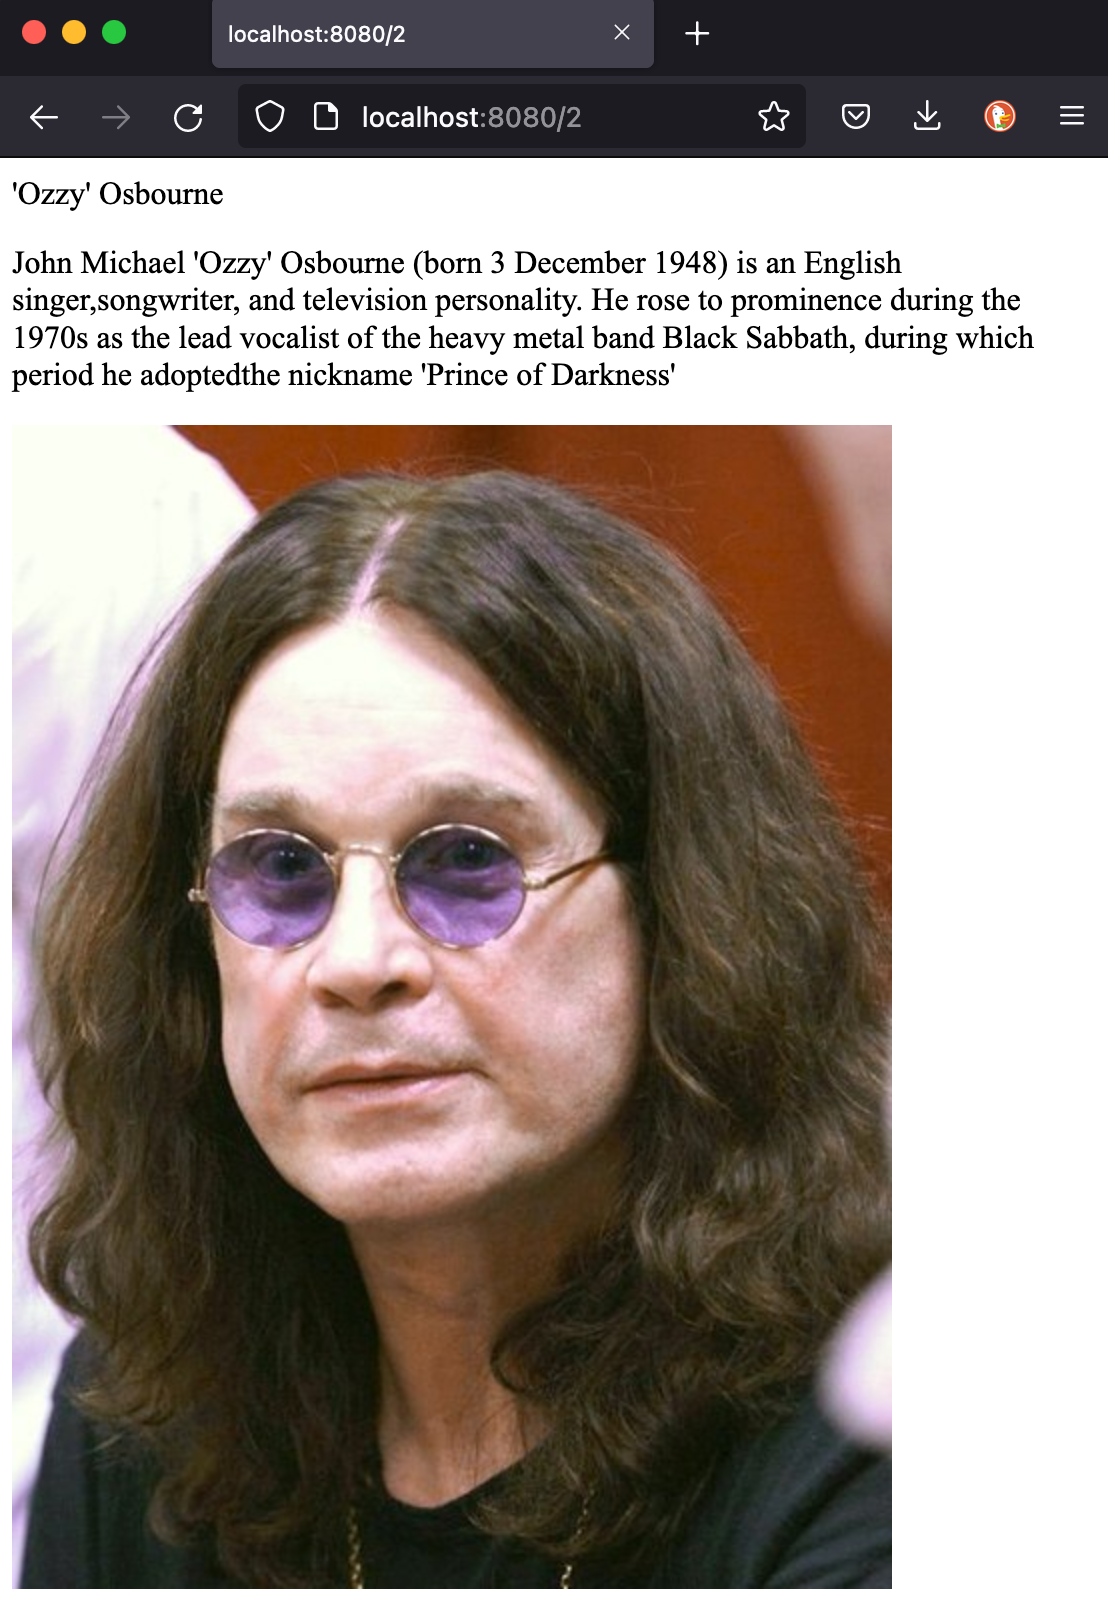 localhost:8080/2
localhost:8080/2
'Ozzy' Osbourne
John Michael 'Ozzy' Osbourne (born 3 December 1948) is an English
singer,songwriter, and television personality. He rose to prominence during the
1970s as the lead vocalist of the heavy metal band Black Sabbath, during which
period he adoptedthe nickname 'Prince of Darkness'